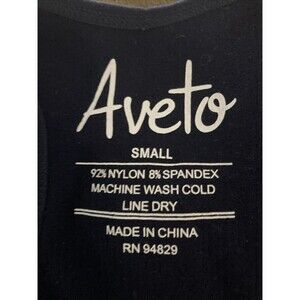 Aveto
SMALL
92% NYLON 8% SPANDEX
MACHINE WASH COLD
LINE DRY
MADE IN CHINA
RN 94829